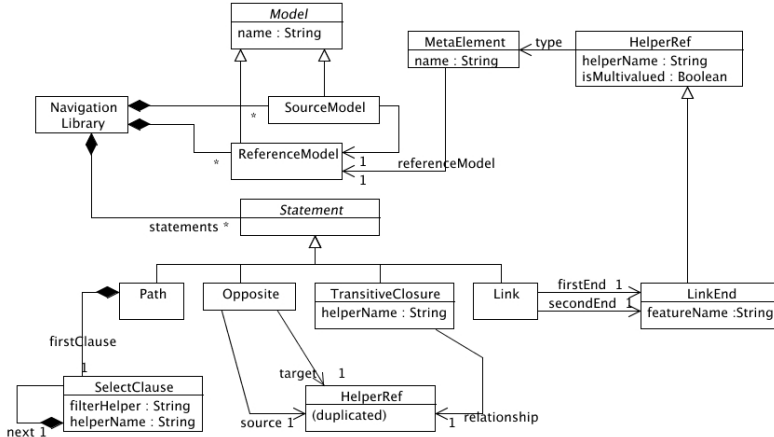 Model
name : String
MetaElement
name : String
type
HelperRef
helperName : String
isMultivalued : Boolean
Navigation
Library
*
SourceModel
*
ReferenceModel
1
referenceModel
1
statements *
Statement
Path
Opposite
TransitiveClosure
helperName : String
Link
firstEnd 1
secondEnd 1
LinkEnd
featureName :String
firstClause
1
SelectClause
filterHelper : String
helperName : String
next 1
target 1
source 1
HelperRef
(duplicated)
1 relationship